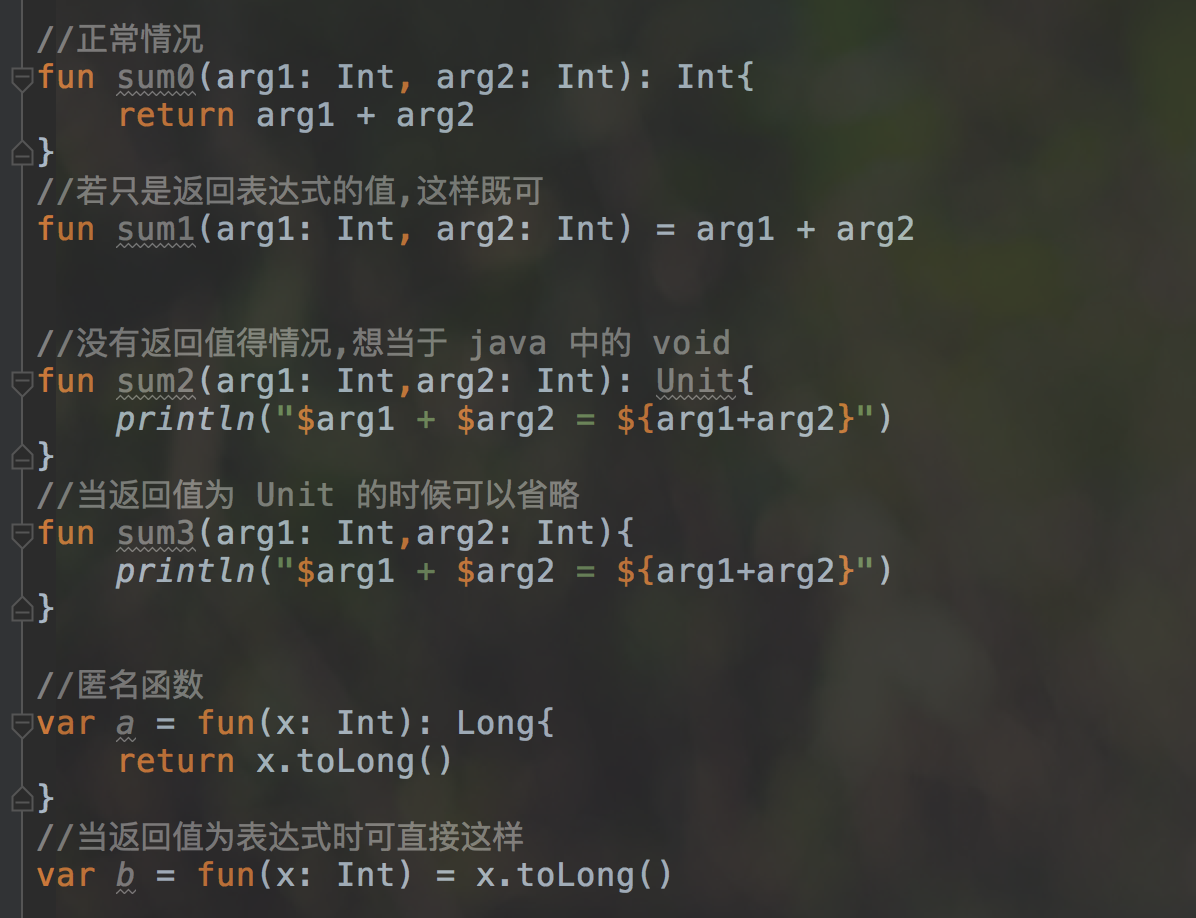 //正常情况
fun sum0(arg1: Int, arg2: Int): Int{
    return arg1 + arg2
}
//若只是返回表达式的值,这样既可
fun sum1(arg1: Int, arg2: Int) = arg1 + arg2
//没有返回值得情况,想当于 java 中的 void
fun sum2(arg1: Int,arg2: Int): Unit{
    println("$arg1 + $arg2 = ${arg1+arg2}")
}
//当返回值为 Unit 的时候可以省略
fun sum3(arg1: Int,arg2: Int){
    println("$arg1 + $arg2 = ${arg1+arg2}")
}
//匿名函数
var a = fun(x: Int): Long{
    return x.toLong()
}
//当返回值为表达式时可直接这样
var b = fun(x: Int) = x.toLong()